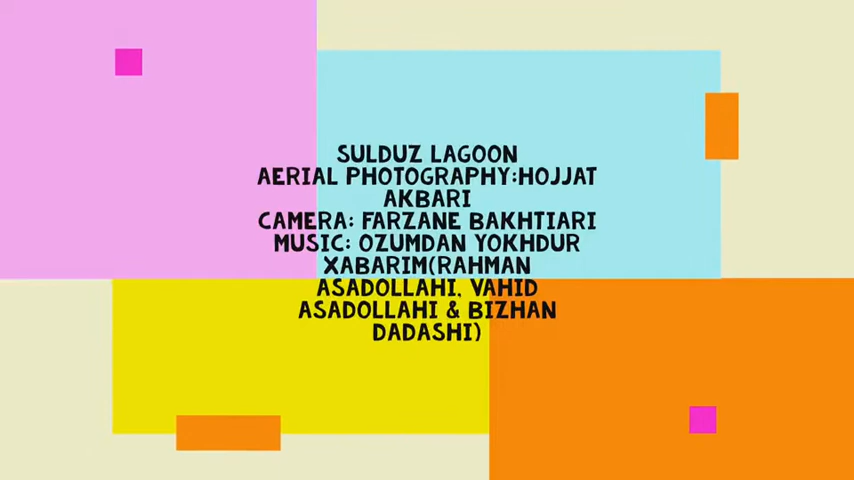 SULDUZ LAGOON
AERIAL PHOTOGRAPHY:HOJJAT
AKBARI
CAMERA: FARZANE BAKHTIARI
MUSIC: OZUMDAN YOKHDUR
XABARIM(RAHMAN
ASADOLLAHI, VAHID
ASADOLLAHI & BIZHAN
DADASHI)